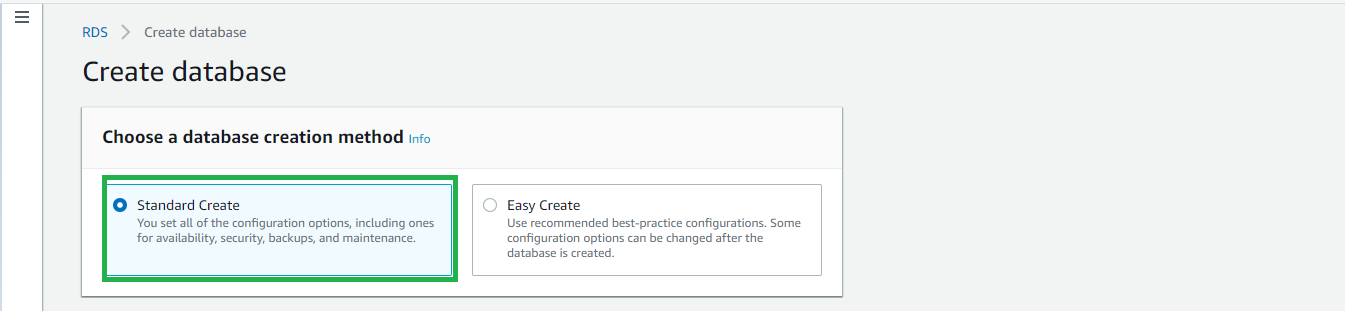 RDS > Create database
Create database
Choose a database creation method Info
Standard Create
You set all of the configuration options, including ones
for availability, security, backups, and maintenance.
Easy Create
Use recommended best-practice configurations. Some
configuration options can be changed after the
database is created.